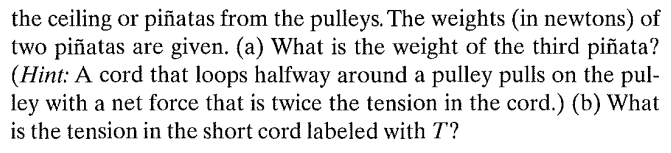 the ceiling or piñatas from the pulleys. The weights (in newtons) of
two piñatas are given. (a) What is the weight of the third piñata?
(Hint: A cord that loops halfway around a pulley pulls on the pul-
ley with a net force that is twice the tension in the cord.) (b) What
is the tension in the short cord labeled with T?